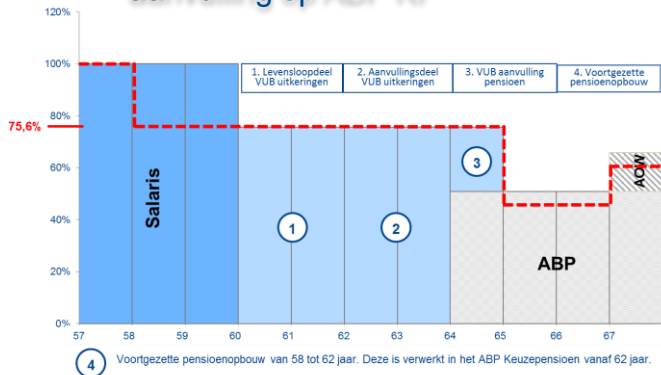 120%
100%
80%
75,6%
60%
40%
20%
0%
1. Levensloopdeel
VUB uitkeringen
2. Aanvullingsdeel
VUB uitkeringen
3. VUB aanvulling
pensioen
4. Voortgezette
pensioenopbouw
Salaris
1
2
3
ABP
AOW
57 58 59 60 61 62 63 64 65 66 67
4 Voortgezette pensioenopbouw van 58 tot 62 jaar. Deze is verwerkt in het ABP Keuzepensioen vanaf 62 jaar.